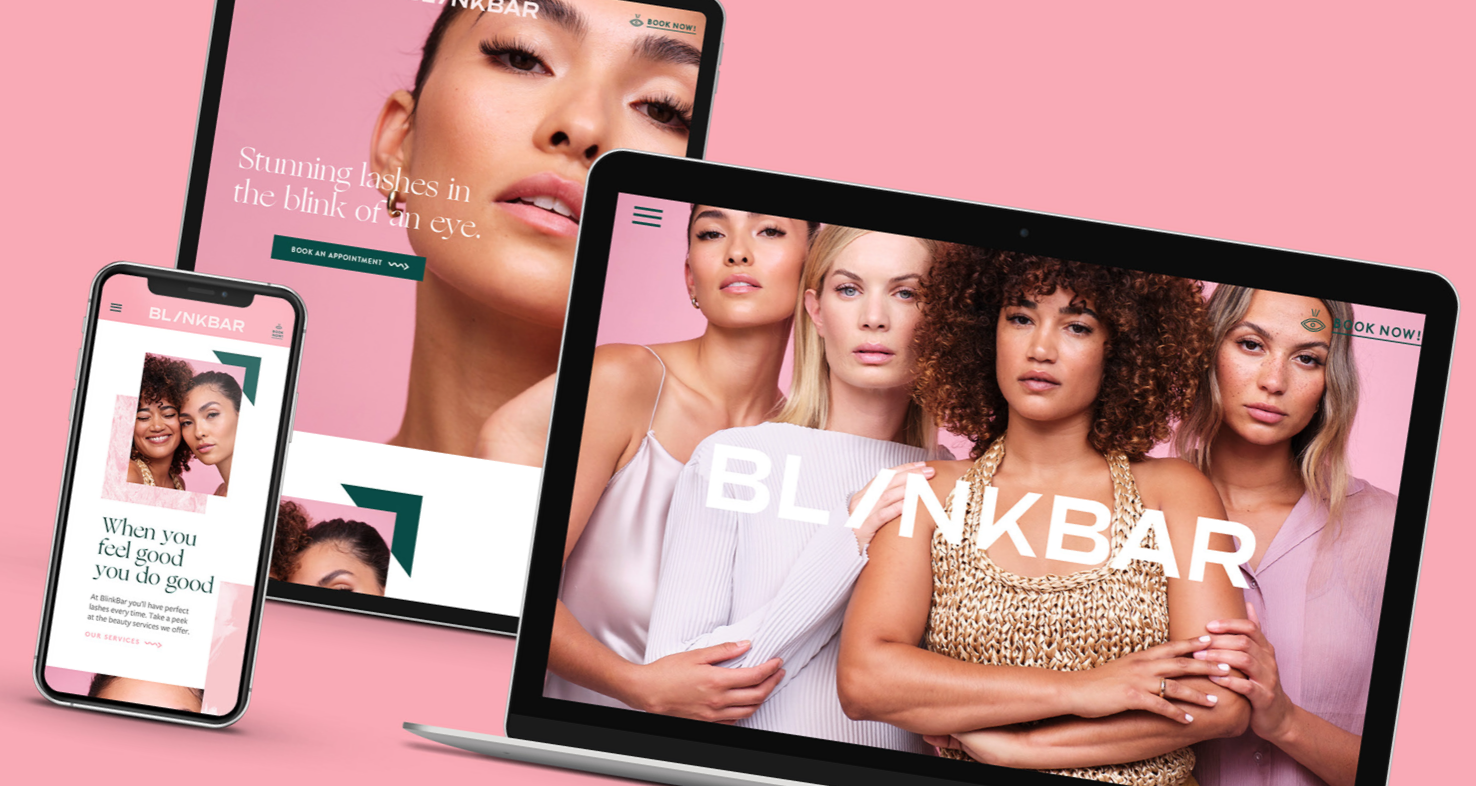 BL/NKBAR
BOOK NOW!
Stunning lashes in
the blink of an eye.
BOOK AN APPOINTMENT
BL/NKBAR
When you
feel good
you do good
At BlinkBar you'll have perfect
lashes every time. Take a peek
at the beauty services we offer.
OUR SERVICES
BOOK NOW!
BL/NKBAR